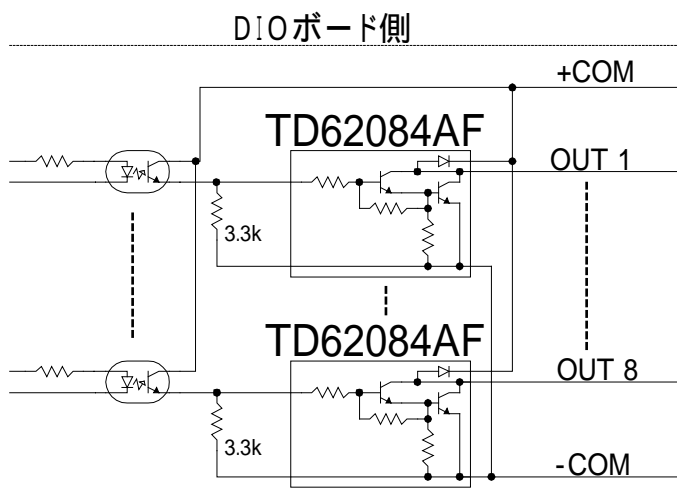 DIOボード側
+COM
TD62084AF
OUT 1
3.3k
TD62084AF
OUT 8
3.3k
-COM